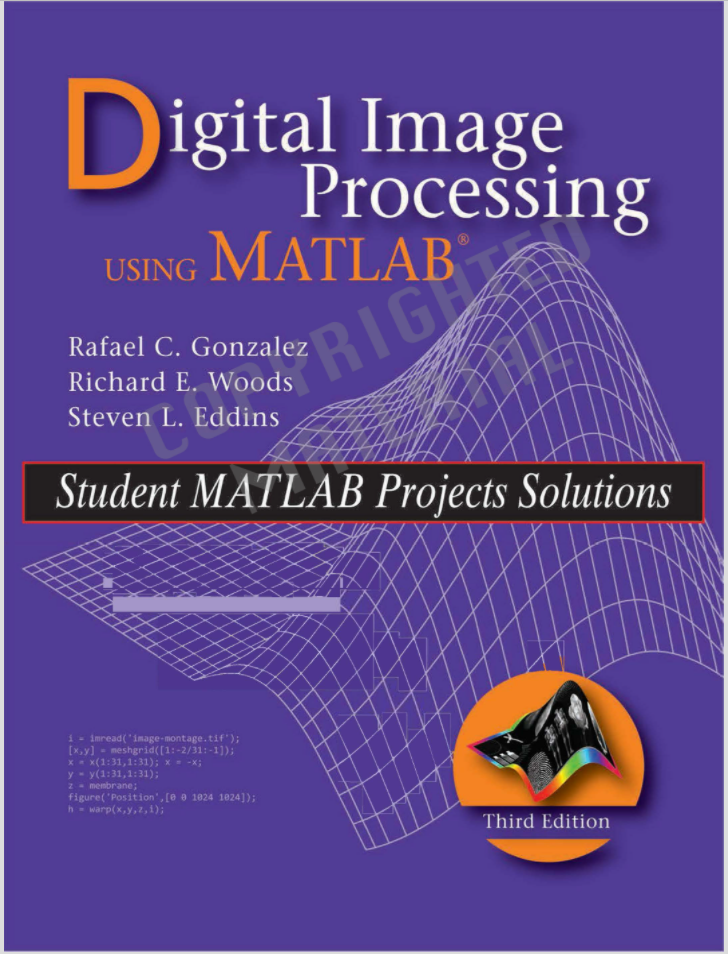 Digital Image
Processing
USING MATLAB®
Rafael C. Gonzalez
Richard E. Woods
Steven L. Eddins
COPYRIGHTED
MATERIAL
Student MATLAB Projects Solutions
i = imread('image-montage.tif');
[x,y] = meshgrid([1:-2/31:-1]);
x = x(1:31,1:31); x = -x;
y = y(1:31,1:31);
z = membrane;
figure('Position',[0 0 1024 1024]);
h = warp(x,y,z,i);
Third Edition